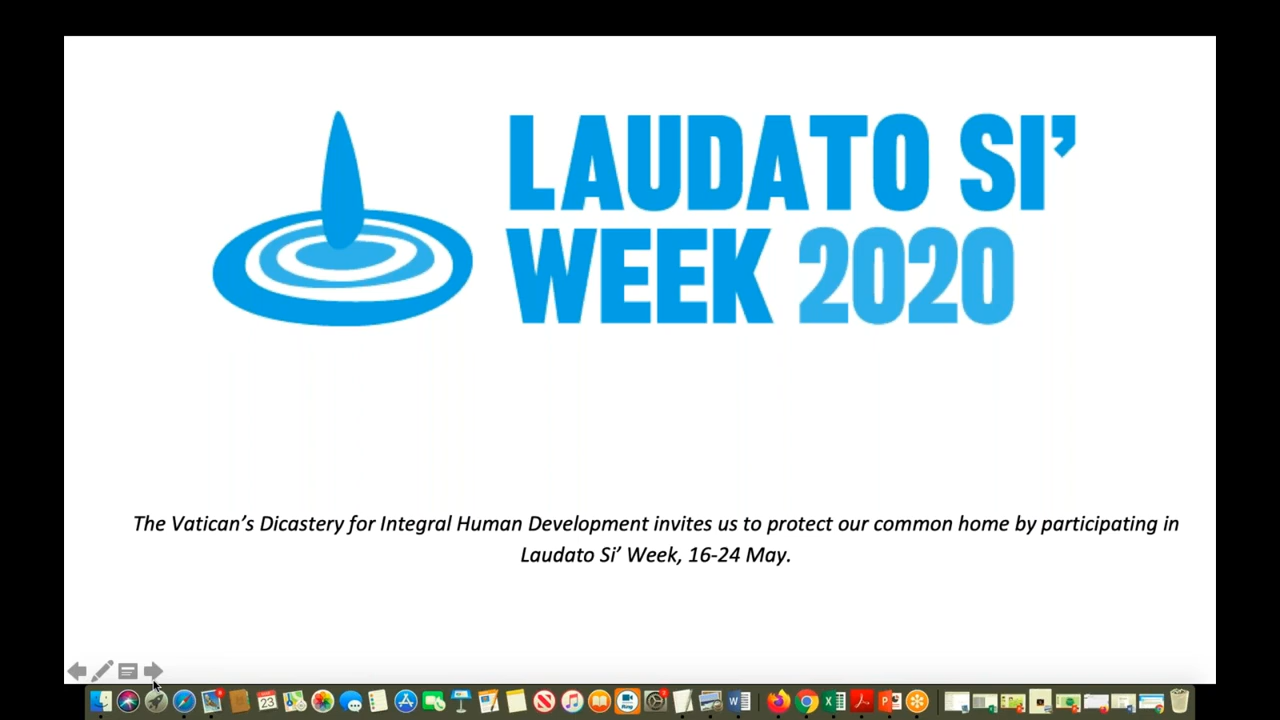 LAUDATO SI’
WEEK 2020
The Vatican’s Dicastery for Integral Human Development invites us to protect our common home by participating in
Laudato Si’ Week, 16-24 May.
23